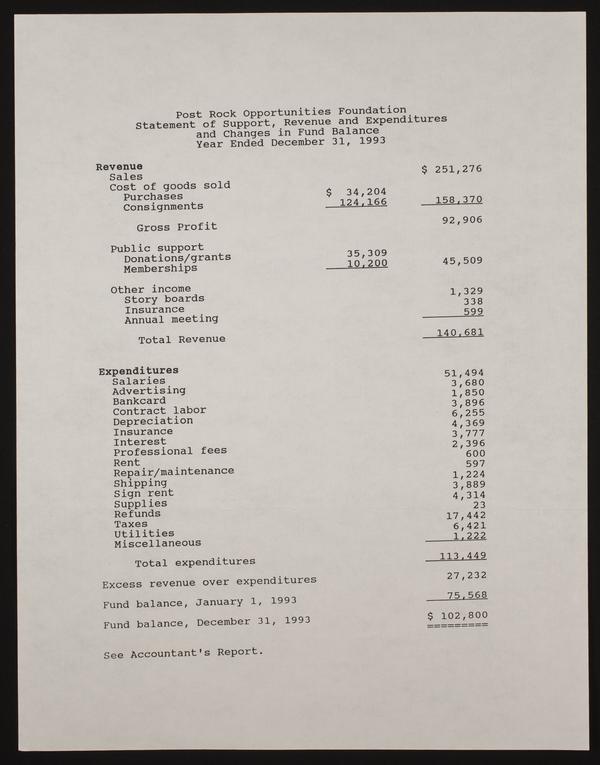 Post Rock Opportunities Foundation
Statement of Support, Revenue and Expenditures
and Changes in Fund Balance
Year Ended December 31, 1993
Revenue
Sales $ 251,276
Cost of goods sold
Purchases $ 34,204
Consignments 124,166 158,370
Gross Profit 92,906
Public support
Donations/grants 35,309
Memberships 10,200 45,509
Other income
Story boards 1,329
Insurance 338
Annual meeting 599
Total Revenue 140,681
Expenditures
Salaries 51,494
Advertising 3,680
Bankcard 1,850
Contract labor 3,896
Depreciation 6,255
Insurance 4,369
Interest 3,777
Professional fees 2,396
Rent 600
Repair/maintenance 597
Shipping 1,224
Sign rent 3,889
Supplies 4,314
Refunds 23
Taxes 17,442
Utilities 6,421
Miscellaneous 1,222
Total expenditures 113,449
Excess revenue over expenditures 27,232
Fund balance, January 1, 1993 75,568
Fund balance, December 31, 1993 $ 102,800
=========
See Accountant's Report.